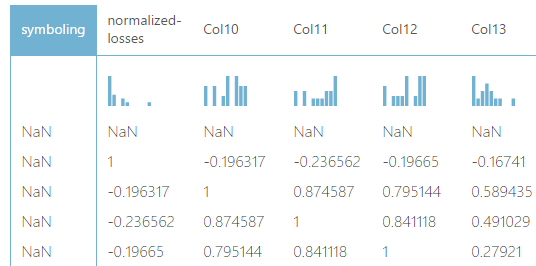 symboling normalized-losses Col10 Col11 Col12 Col13
NaN NaN NaN NaN NaN NaN
NaN 1 -0.196317 -0.236562 -0.19665 -0.16741
NaN -0.196317 1 0.874587 0.795144 0.589435
NaN -0.236562 0.874587 1 0.841118 0.491029
NaN -0.19665 0.795144 0.841118 1 0.27921